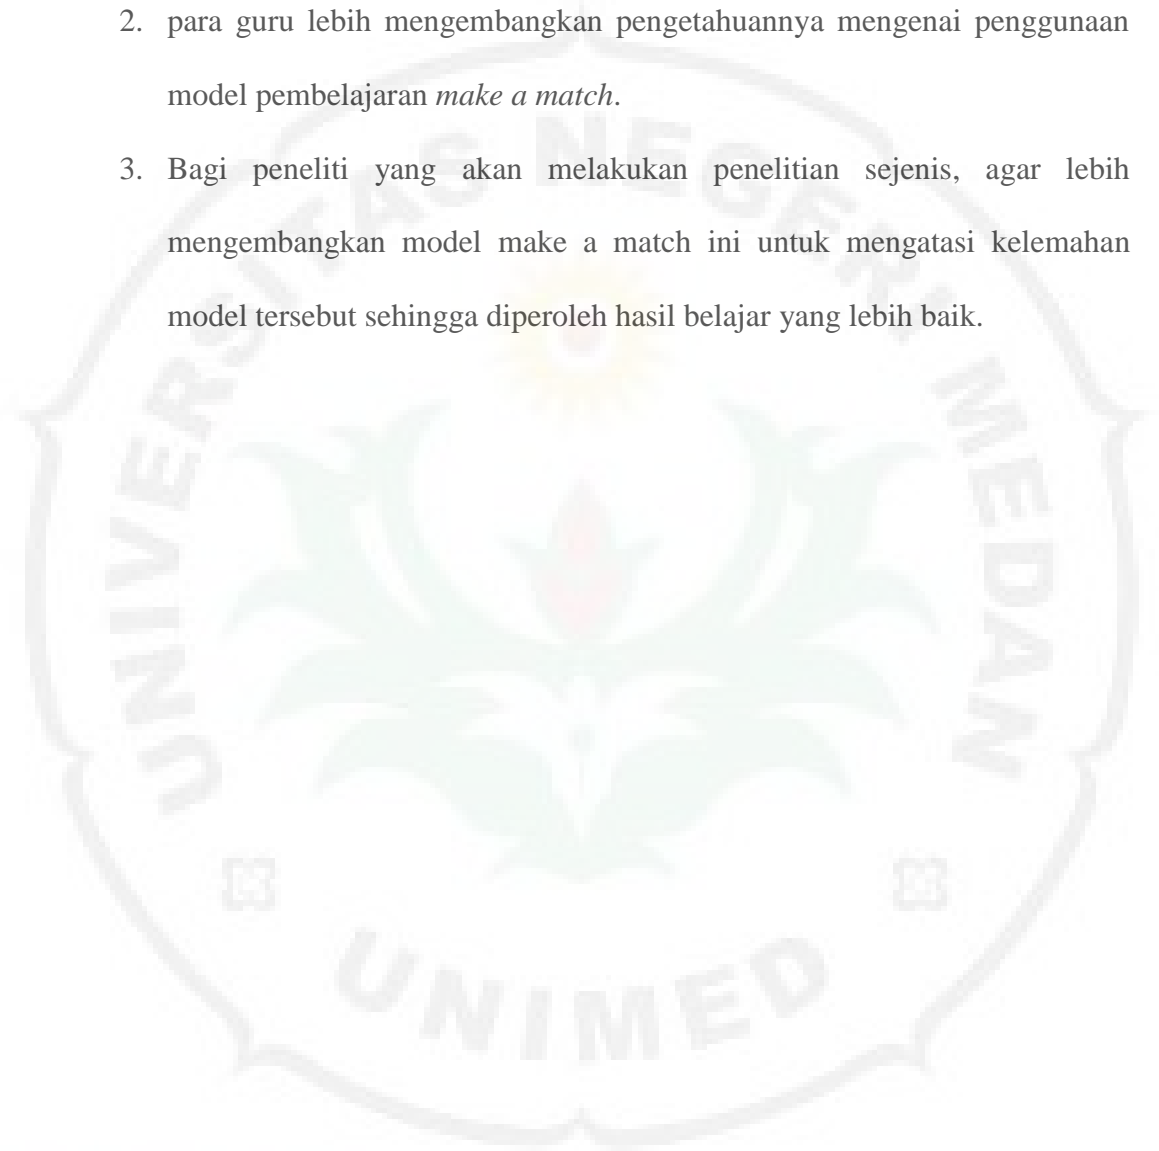 2. para guru lebih mengembangkan pengetahuannya mengenai penggunaan
model pembelajaran make a match.
3. Bagi peneliti yang akan melakukan penelitian sejenis, agar lebih
mengembangkan model make a match ini untuk mengatasi kelemahan
model tersebut sehingga diperoleh hasil belajar yang lebih baik.
UNIVERSITAS NEGERI MEDAN
UNIMED